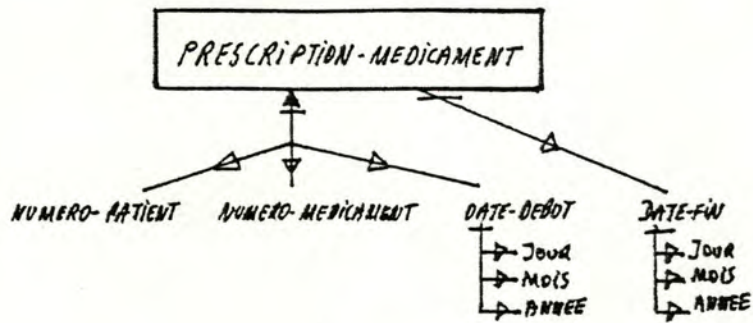 PRESCRIPTION-MEDICAMENT
NUMERO-PATIENT NUMERO-MEDICAMENT DATE-DEBUT DATE-FIN
JOUR JOUR
MOIS MOIS
ANNEE ANNEE